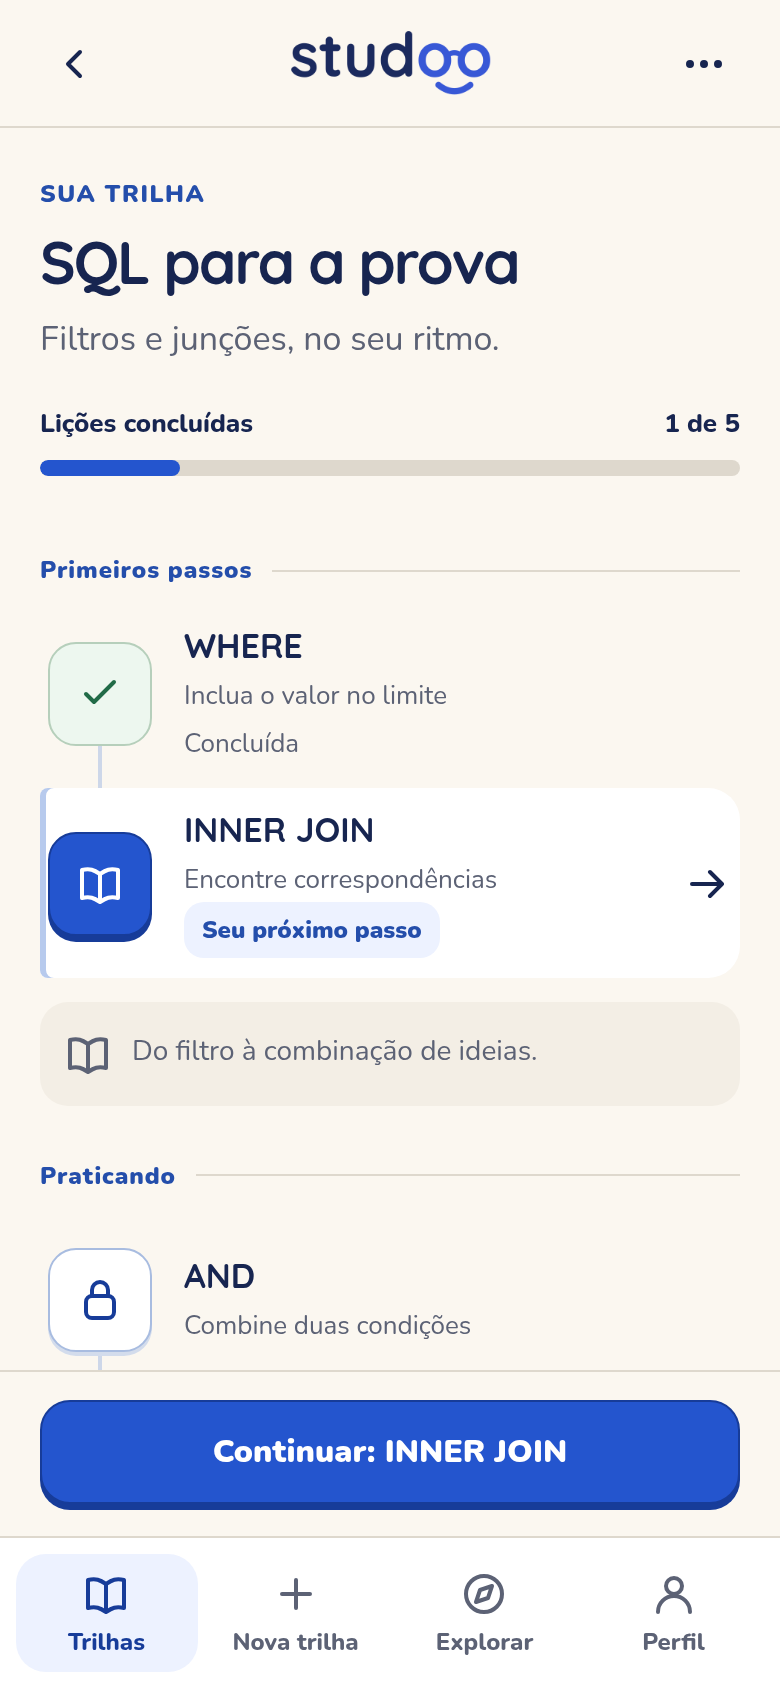 studoo
SUA TRILHA
SQL para a prova
Filtros e junções, no seu ritmo.
Lições concluídas
1 de 5
Primeiros passos
WHERE
Inclua o valor no limite
Concluída
INNER JOIN
Encontre correspondências
Seu próximo passo
Do filtro à combinação de ideias.
Praticando
AND
Combine duas condições
Continuar: INNER JOIN
Trilhas
Nova trilha
Explorar
Perfil